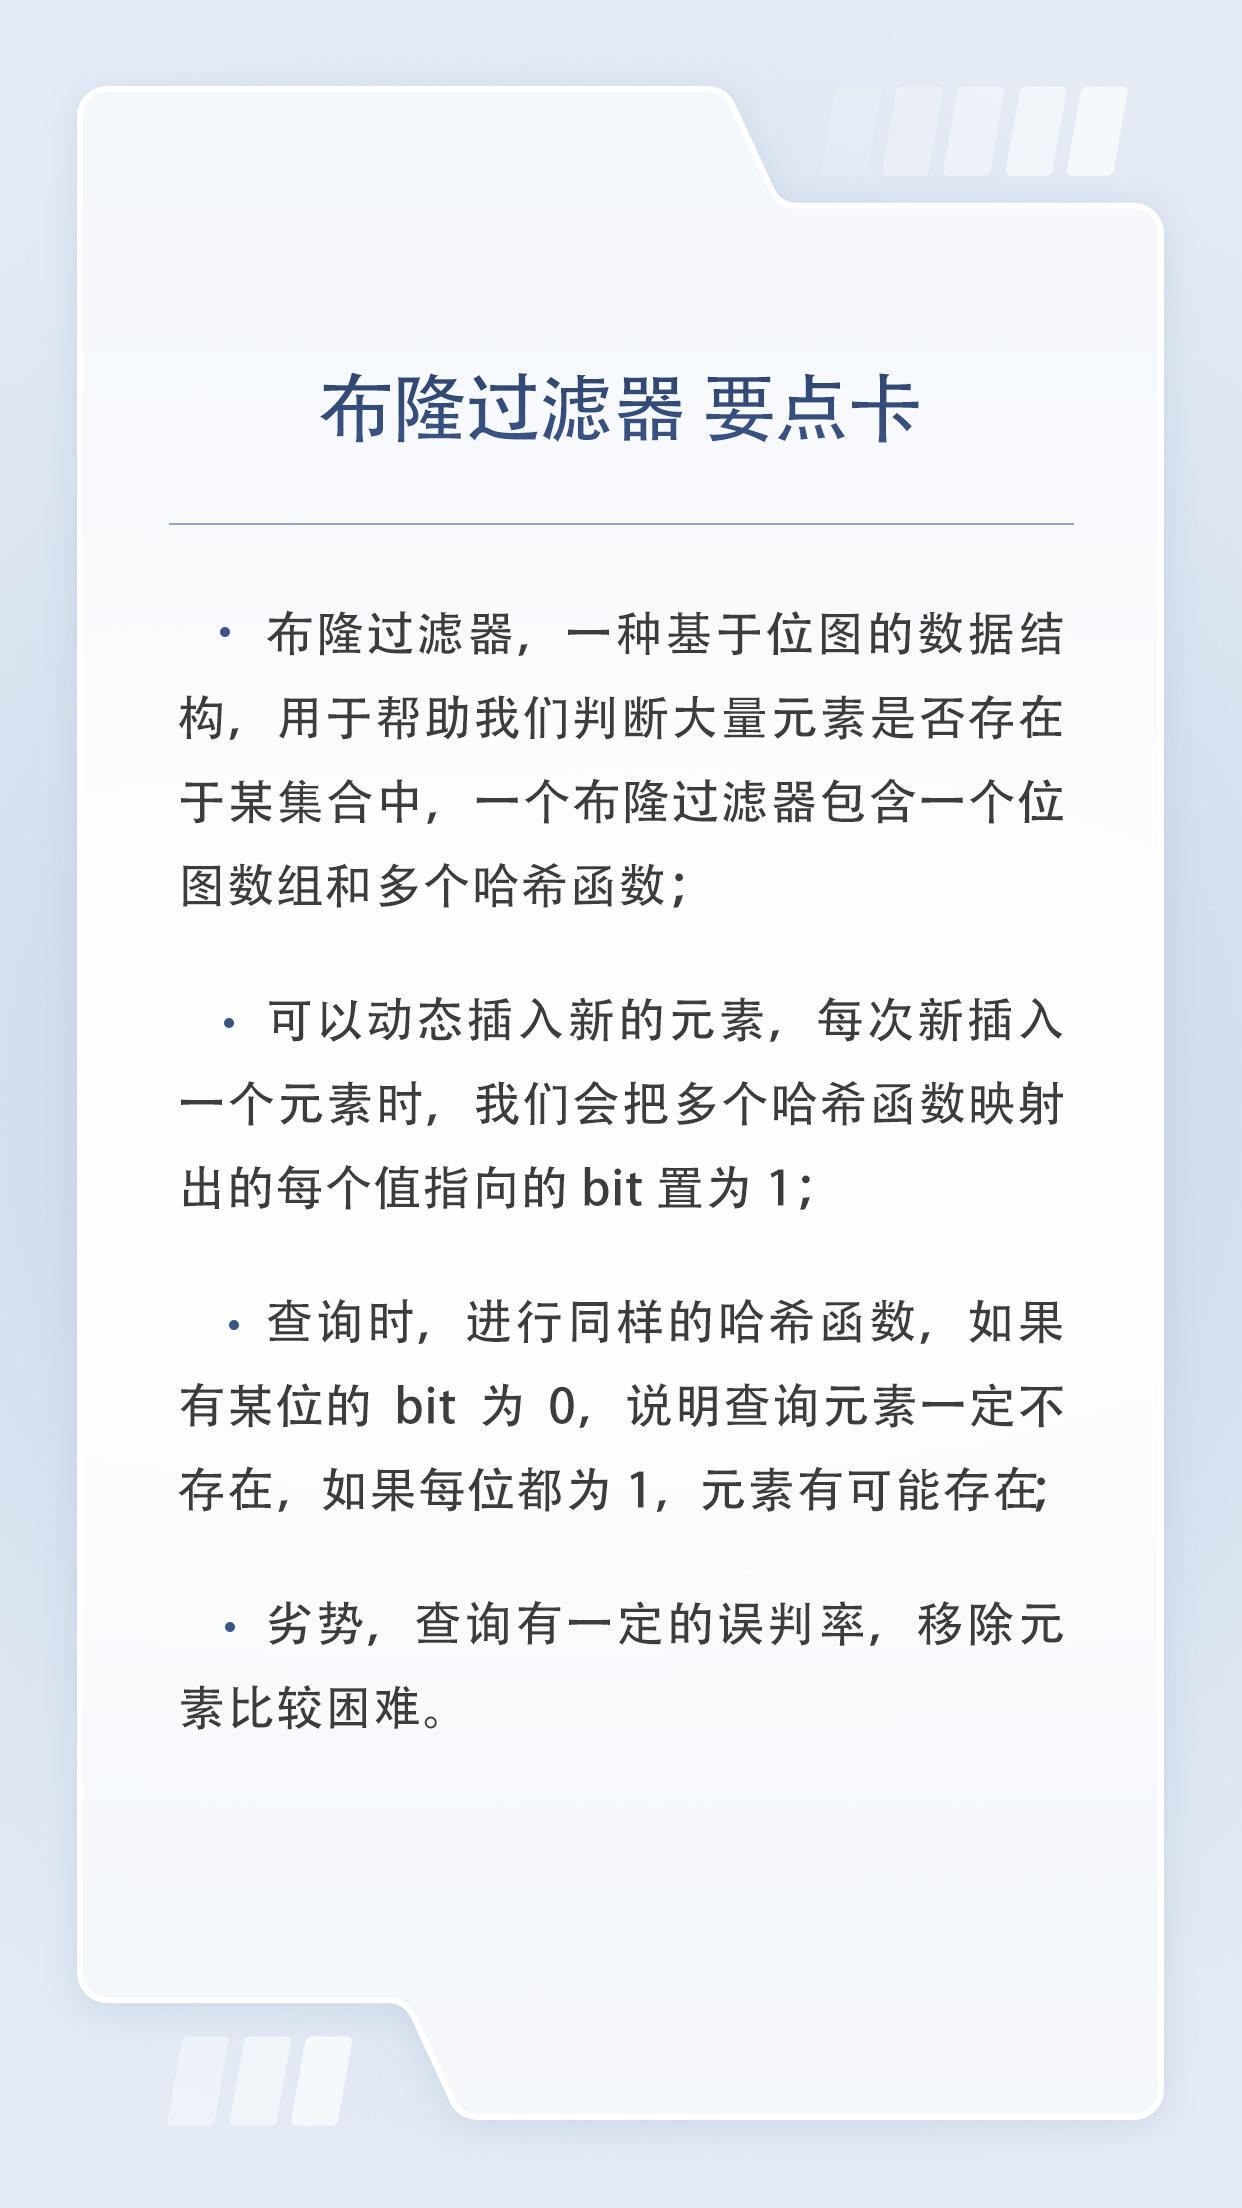 布隆过滤器 要点卡
• 布隆过滤器，一种基于位图的数据结
构，用于帮助我们判断大量元素是否存在
于某集合中，一个布隆过滤器包含一个位
图数组和多个哈希函数；
• 可以动态插入新的元素，每次新插入
一个元素时，我们会把多个哈希函数映射
出的每个值指向的 bit 置为 1；
• 查询时，进行同样的哈希函数，如果
有某位的 bit 为 0，说明查询元素一定不
存在，如果每位都为 1，元素有可能存在；
• 劣势，查询有一定的误判率，移除元
素比较困难。